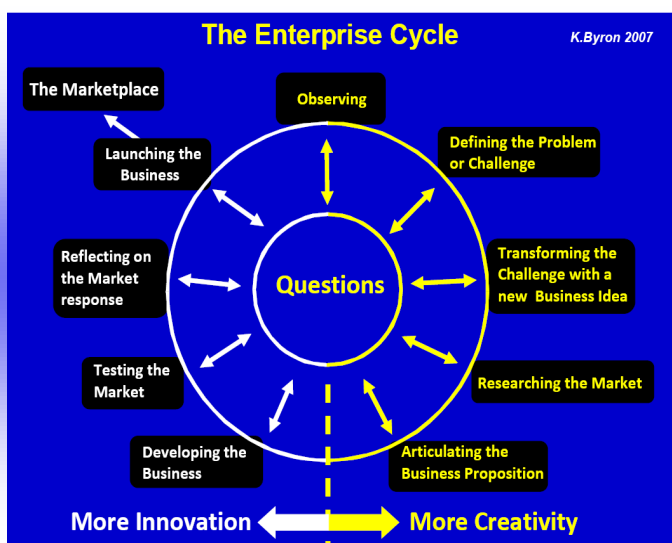 The Enterprise Cycle
K.Byron 2007
The Marketplace
Observing
Launching the
Business
Defining the Problem
or Challenge
Reflecting on
the Market
response
Questions
Transforming the
Challenge with a
new Business Idea
Testing the
Market
Researching the Market
Developing the
Business
Articulating the
Business Proposition
More Innovation
More Creativity